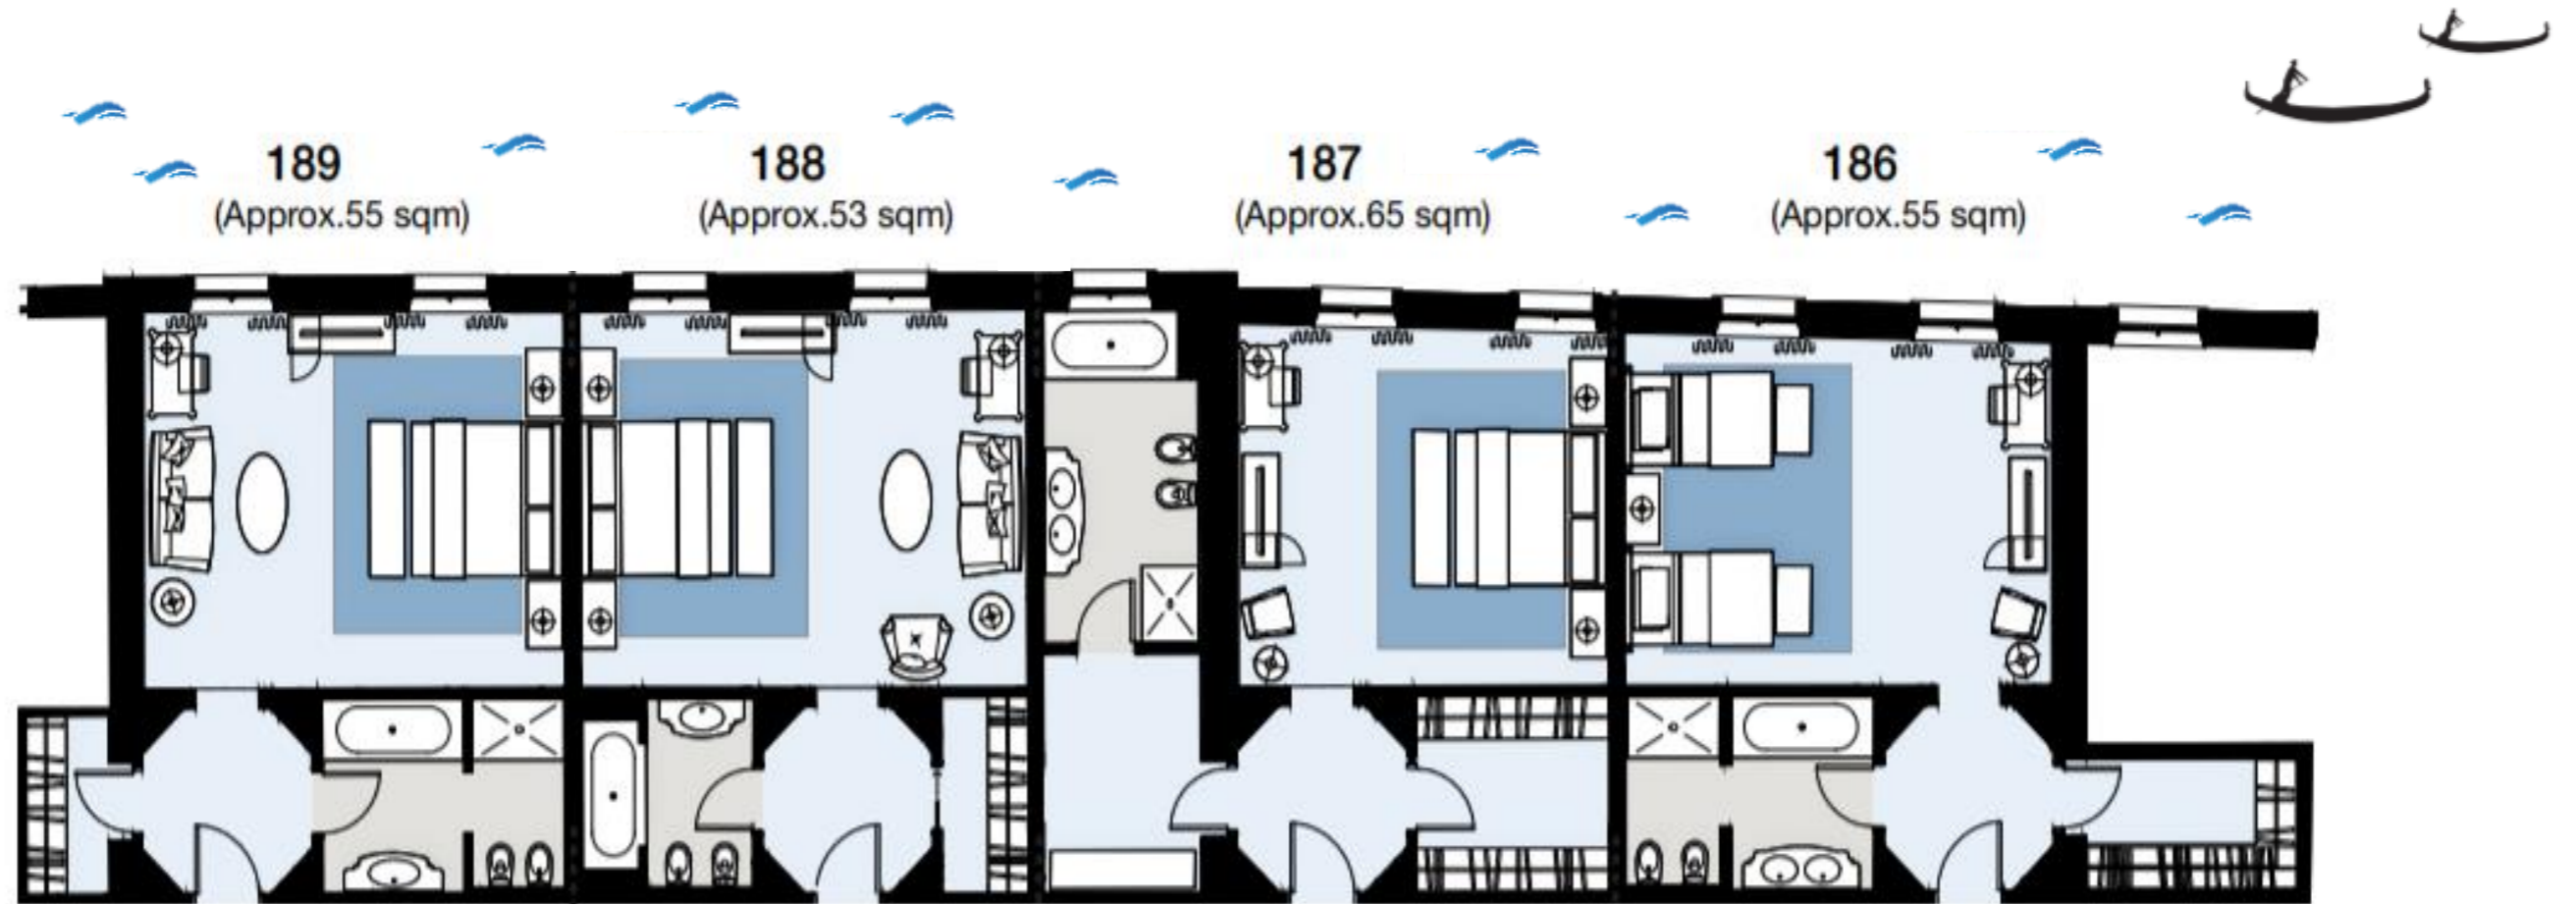 189
(Approx.55 sqm)
188
(Approx.53 sqm)
187
(Approx.65 sqm)
186
(Approx.55 sqm)